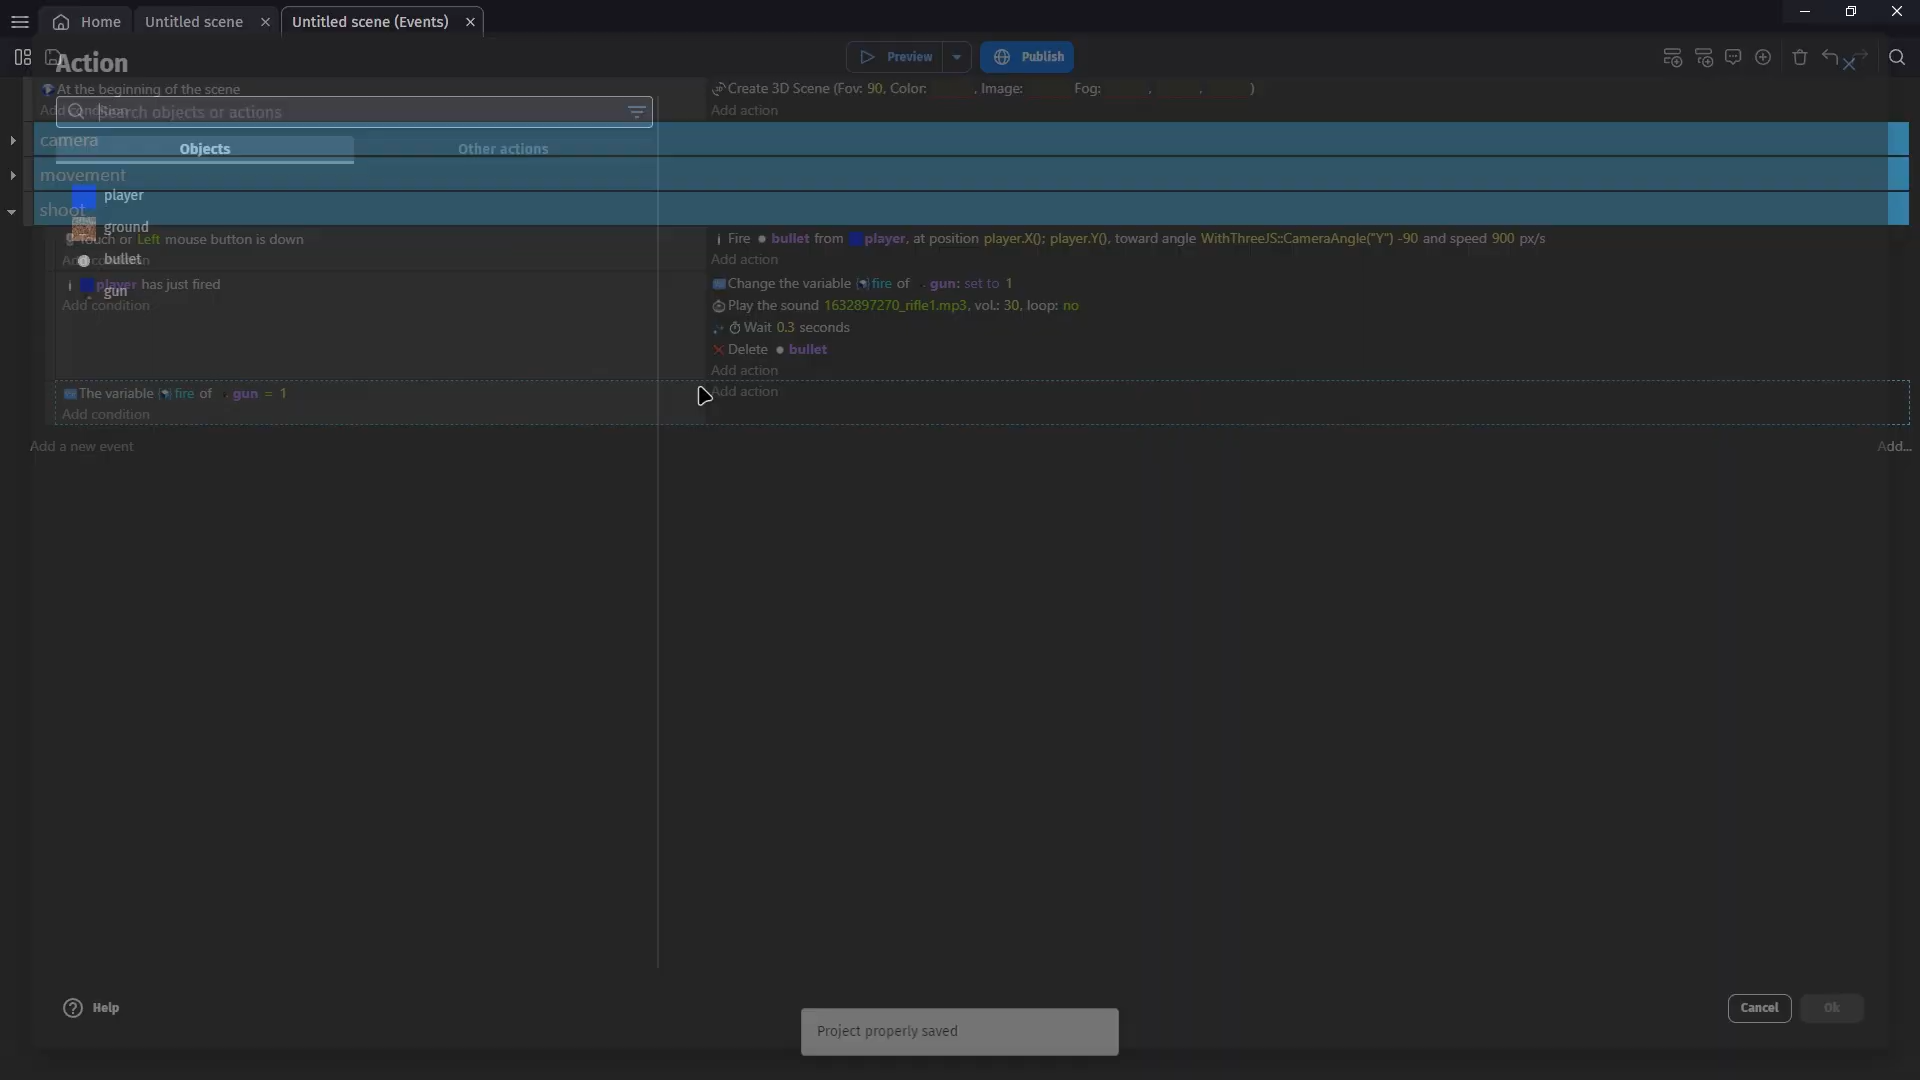 Home
Untitled scene
Untitled scene (Events)
Action
Preview
Publish
At the beginning of the scene
Create 3D Scene (Fov: 90, Color: , Image: Fog: , . )
Add condition
Search objects or actions
Add action
camera
Objects
Other actions
movement
player
shoot
ground
Touch or Left mouse button is down
Fire bullet from player, at position player.X(); player.Y(), toward angle WithThreeJS::CameraAngle("Y") -90 and speed 900 px/s
Add condition
bullet
Add action
player has just fired
gun
Change the variable fire of gun: set to 1
Add condition
Play the sound 1632897270_rifle1.mp3, vol.: 30, loop: no
Wait 0.3 seconds
Delete bullet
Add action
The variable fire of gun = 1
Add action
Add condition
Add a new event
Add...
Help
Cancel
Ok
Project properly saved